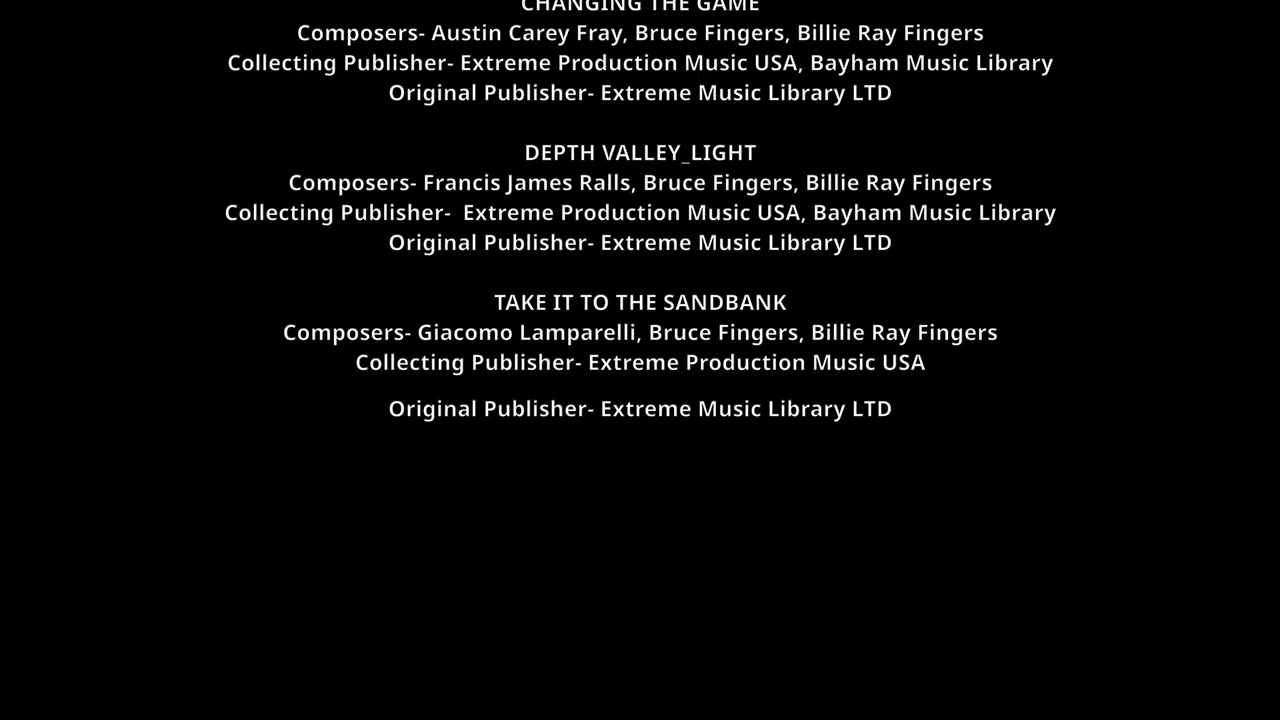 CHANGING THE GAME
Composers- Austin Carey Fray, Bruce Fingers, Billie Ray Fingers
Collecting Publisher- Extreme Production Music USA, Bayham Music Library
Original Publisher- Extreme Music Library LTD
DEPTH VALLEY_LIGHT
Composers- Francis James Ralls, Bruce Fingers, Billie Ray Fingers
Collecting Publisher-  Extreme Production Music USA, Bayham Music Library
Original Publisher- Extreme Music Library LTD
TAKE IT TO THE SANDBANK
Composers- Giacomo Lamparelli, Bruce Fingers, Billie Ray Fingers
Collecting Publisher- Extreme Production Music USA
Original Publisher- Extreme Music Library LTD